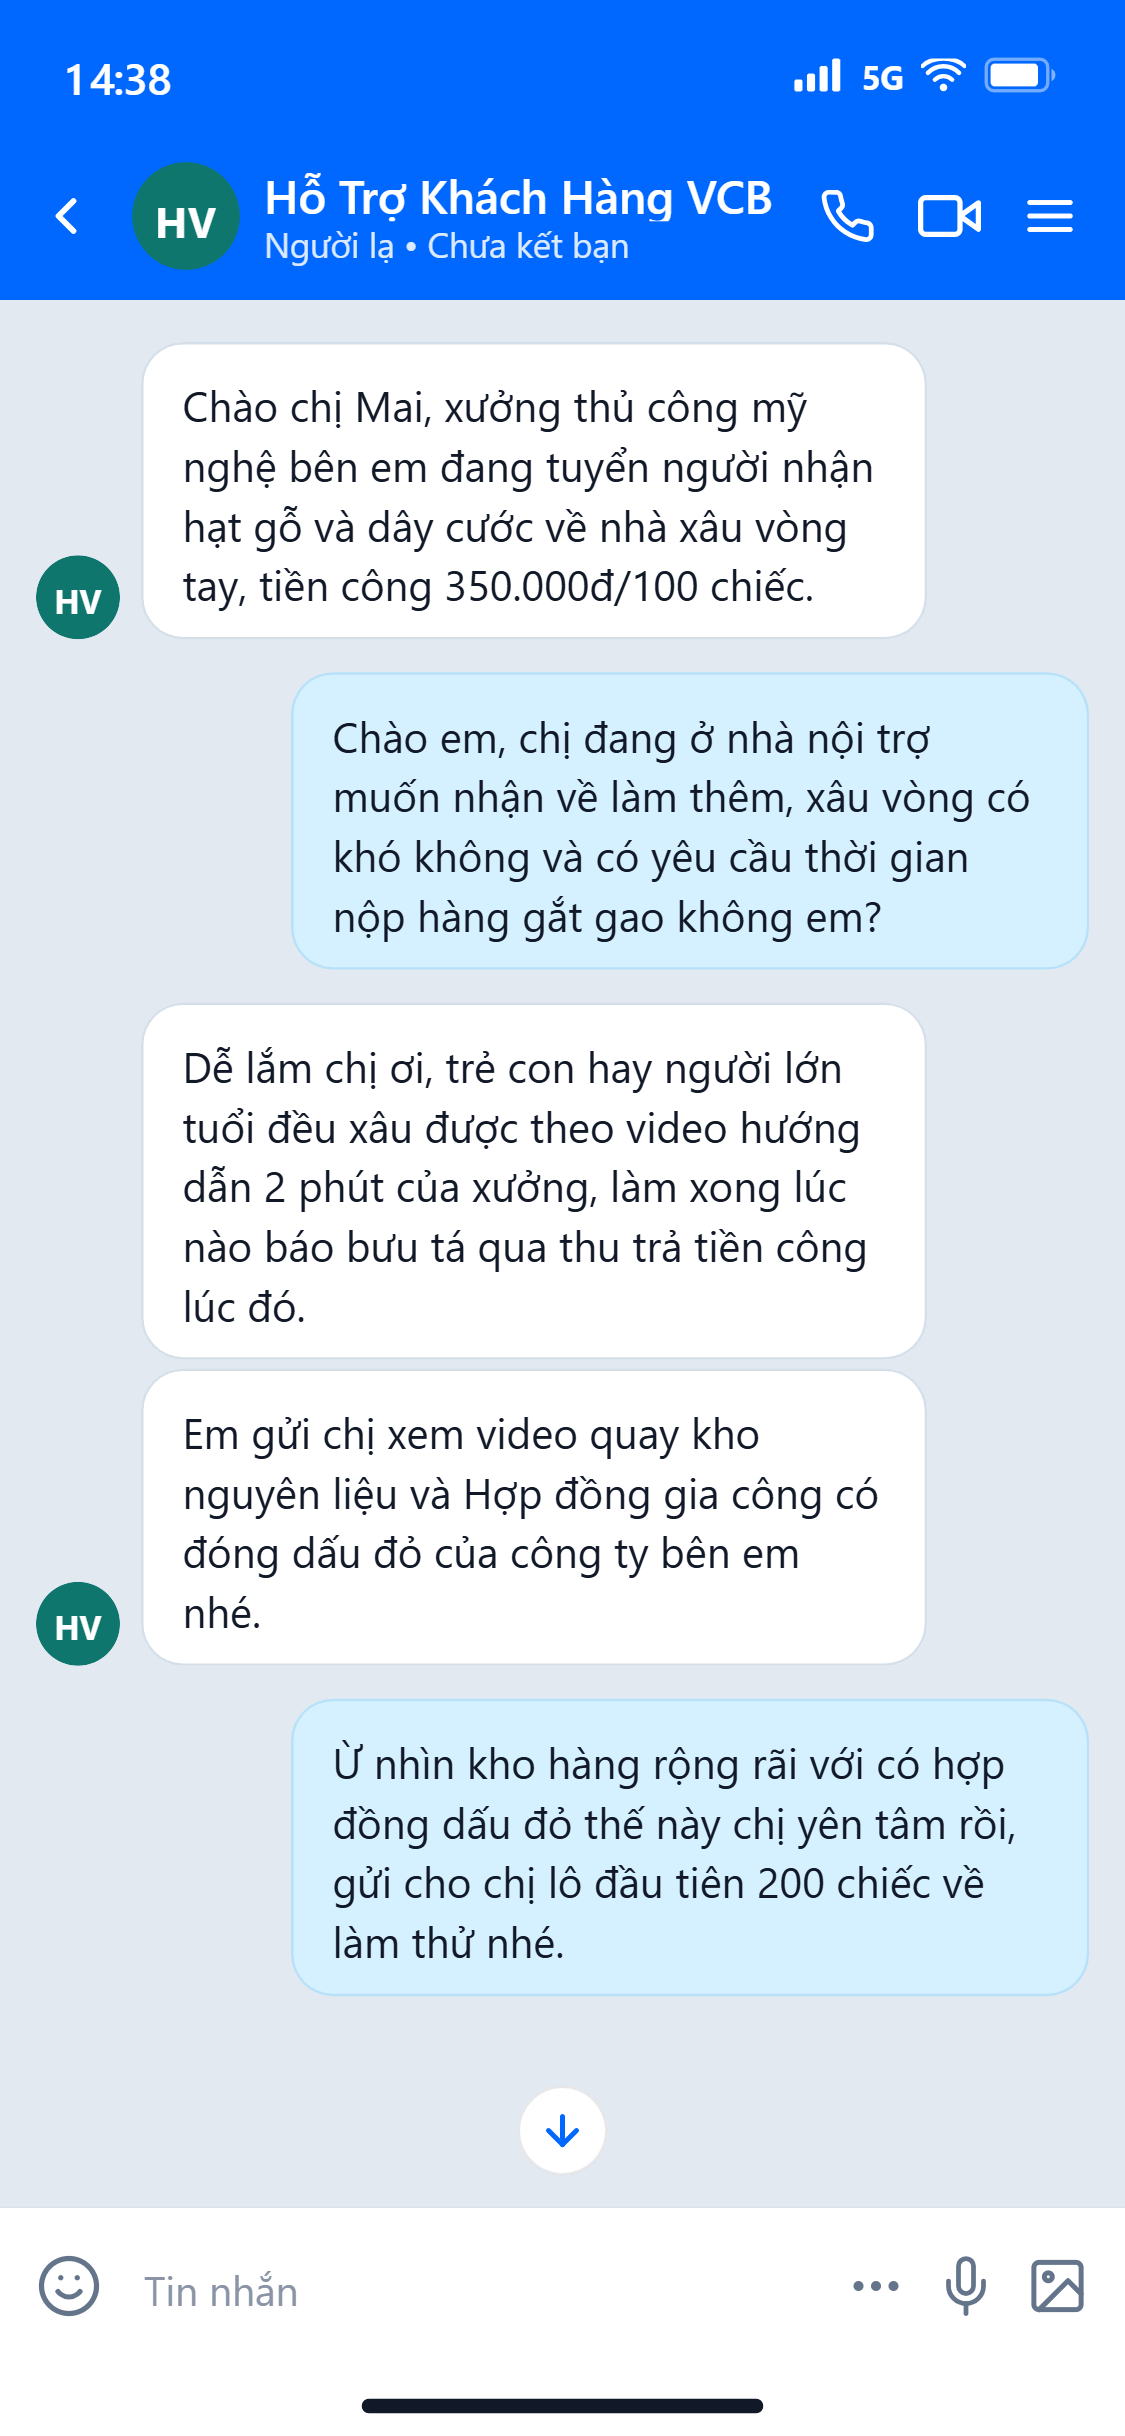 14:38
5G
HV
Hỗ Trợ Khách Hàng VCB
Người lạ • Chưa kết bạn
Chào chị Mai, xưởng thủ công mỹ
nghệ bên em đang tuyển người nhận
hạt gỗ và dây cước về nhà xâu vòng
tay, tiền công 350.000đ/100 chiếc.
HV
Chào em, chị đang ở nhà nội trợ
muốn nhận về làm thêm, xâu vòng có
khó không và có yêu cầu thời gian
nộp hàng gắt gao không em?
Dễ lắm chị ơi, trẻ con hay người lớn
tuổi đều xâu được theo video hướng
dẫn 2 phút của xưởng, làm xong lúc
nào báo bưu tá qua thu trả tiền công
lúc đó.
Em gửi chị xem video quay kho
nguyên liệu và Hợp đồng gia công có
đóng dấu đỏ của công ty bên em
nhé.
HV
Ừ nhìn kho hàng rộng rãi với có hợp
đồng dấu đỏ thế này chị yên tâm rồi,
gửi cho chị lô đầu tiên 200 chiếc về
làm thử nhé.
Tin nhắn